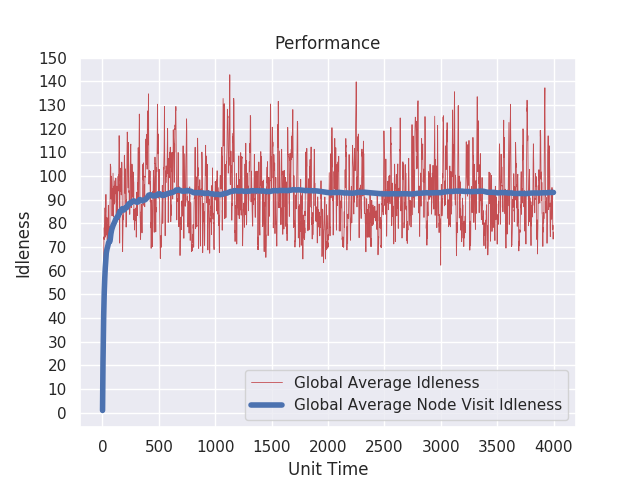 Performance
150
140
130
120
110
100
90
80
70
60
50
40
30
20
10
0
Idleness
Global Average Idleness
Global Average Node Visit Idleness
0 500 1000 1500 2000 2500 3000 3500 4000
Unit Time